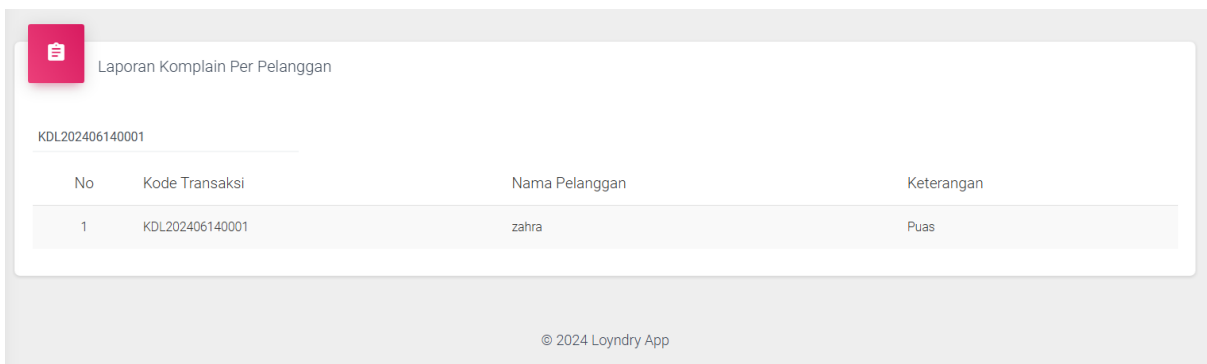 Laporan Komplain Per Pelanggan
KDL202406140001
No Kode Transaksi Nama Pelanggan Keterangan
1 KDL202406140001 zahra Puas
© 2024 Loyndry App